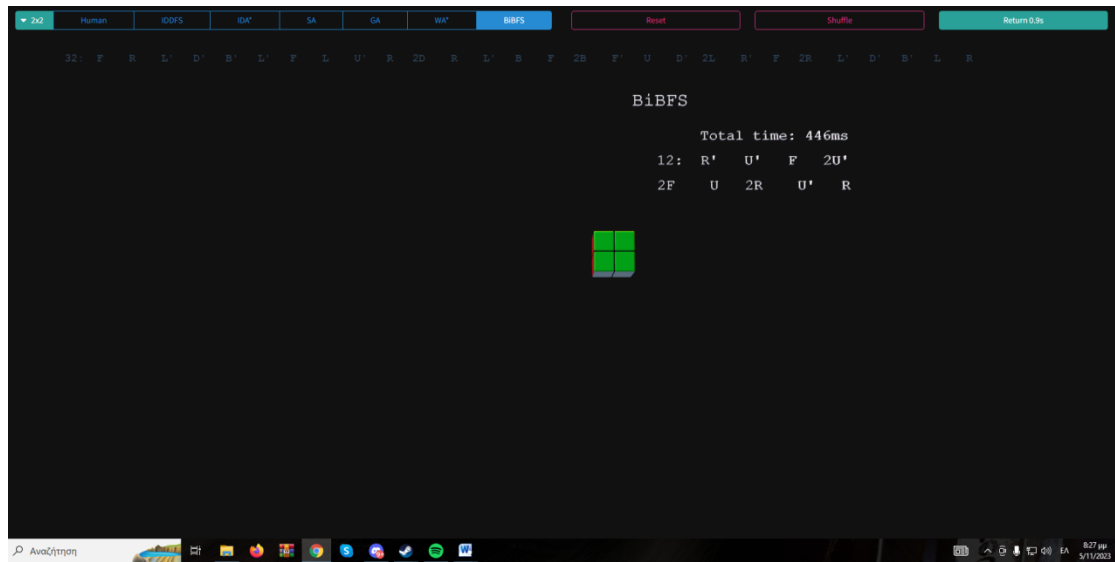 2x2 Human IDDFS IDA* SA GA WA* BiBFS Reset Shuffle Return 0.9s
32: F R L' D' B' L' F L U' R 2D R L' B F 2B F' U D' 2L R' F 2R L' D' B' L R
BiBFS
Total time: 446ms
12: R' U' F 2U'
2F U 2R U' R
Αναζήτηση ΕΛ 8:27 μμ
5/11/2023